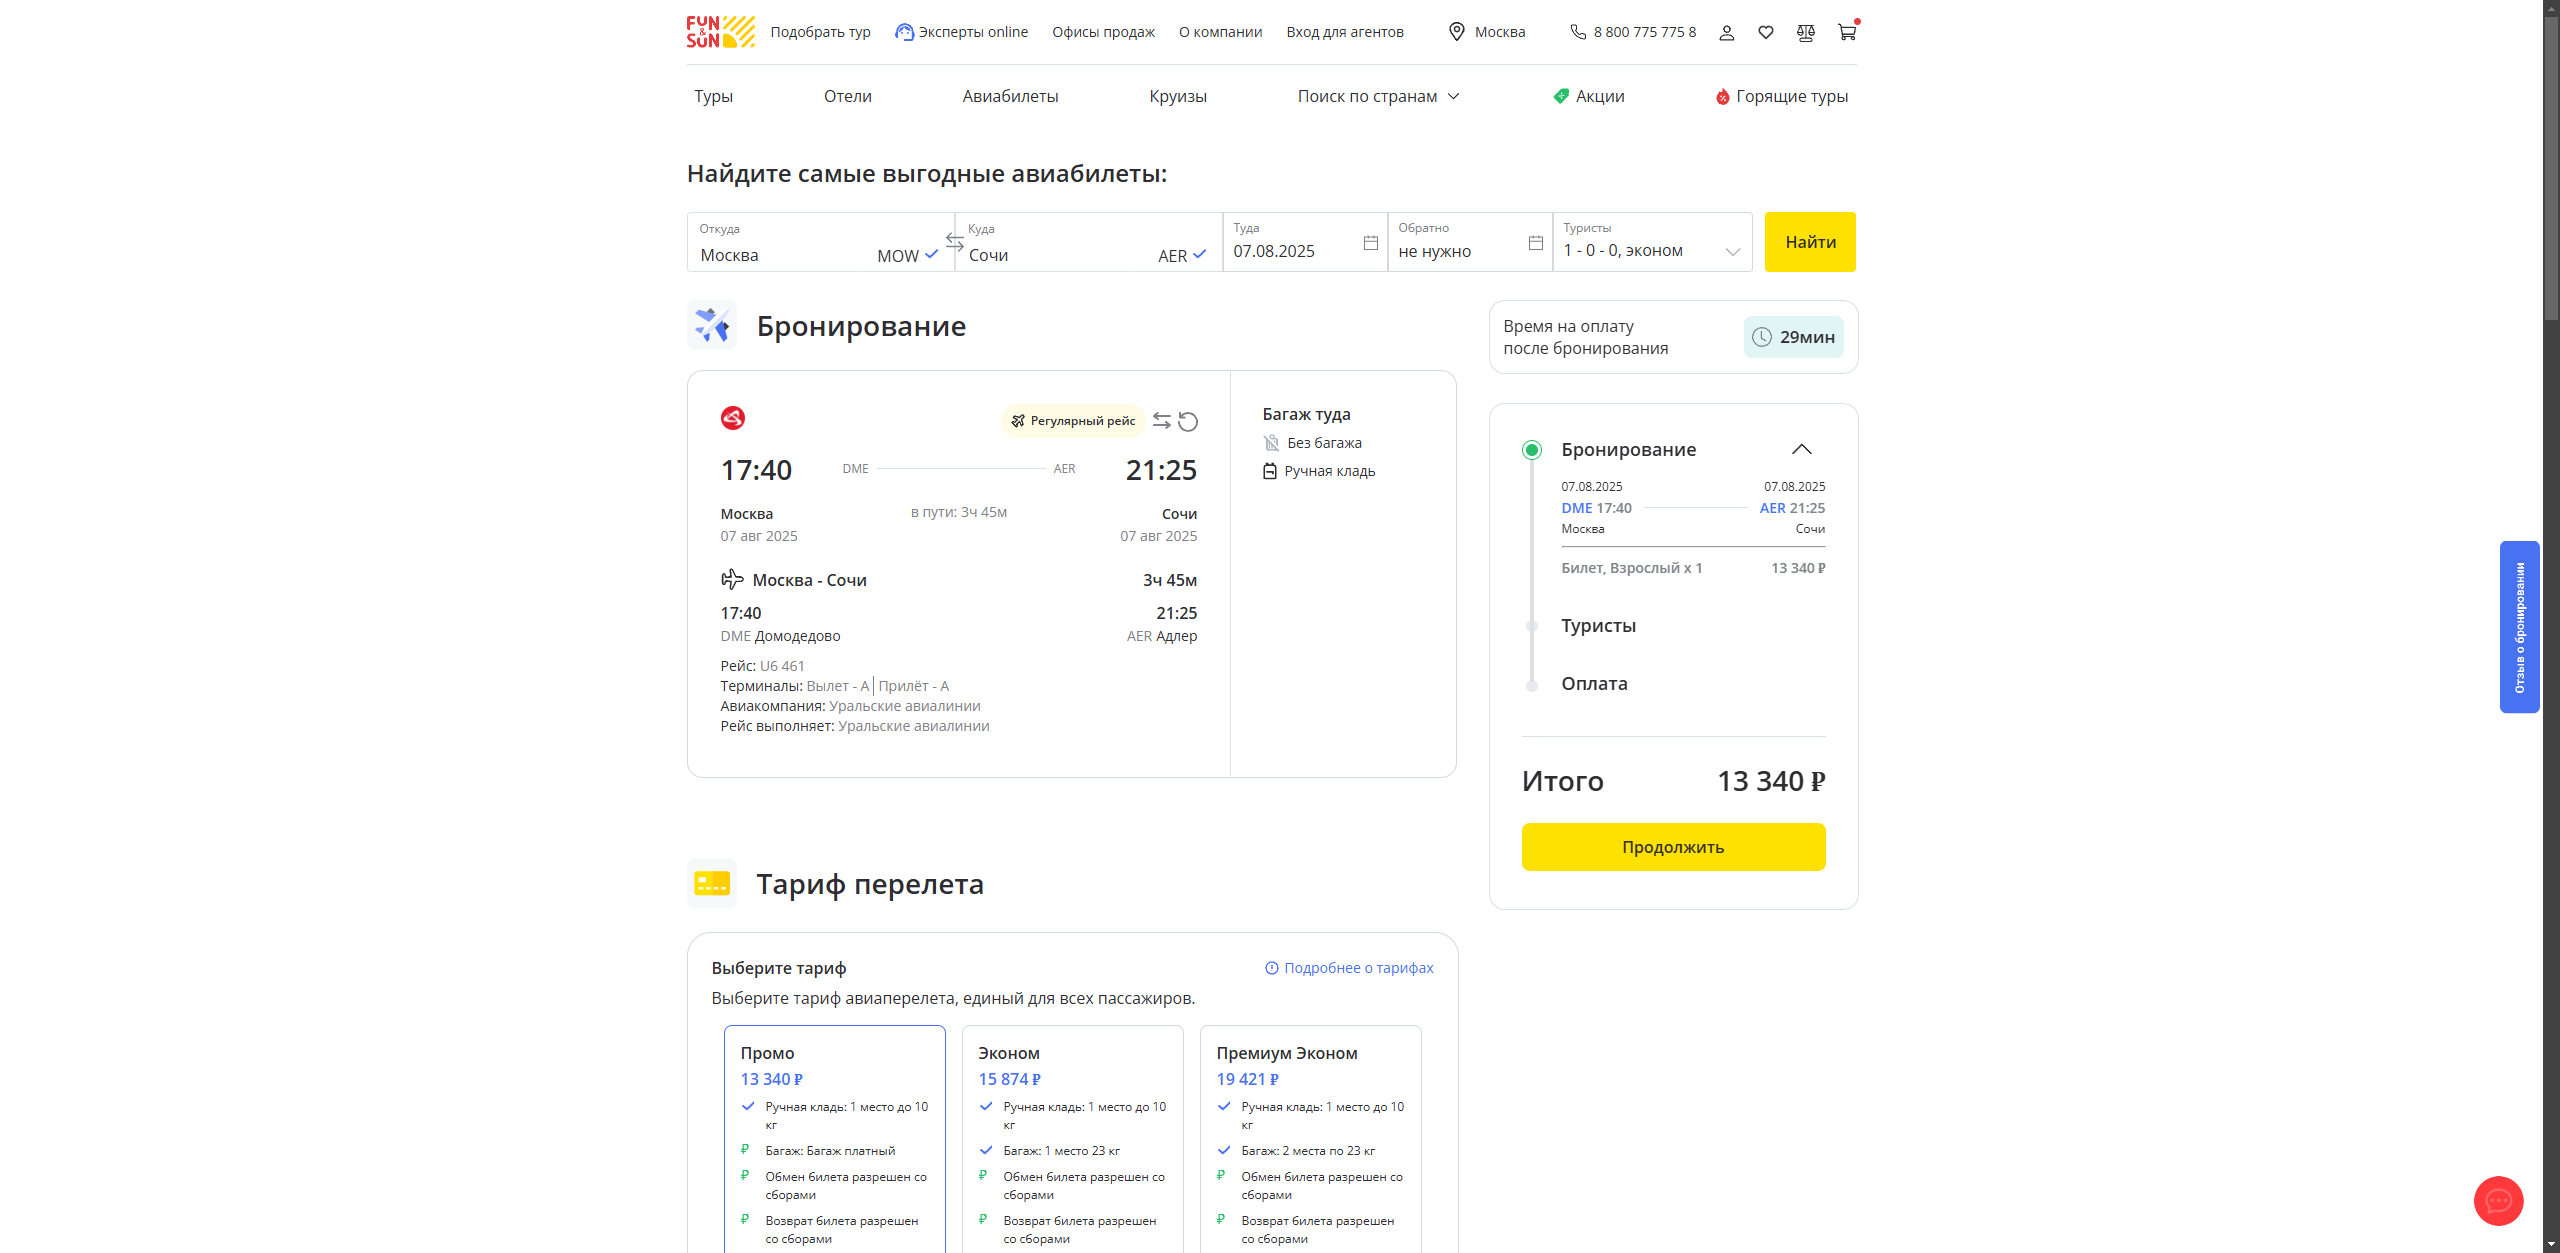 FUN & SUN
Подобрать тур
Эксперты online
Офисы продаж
О компании
Вход для агентов
Москва
8 800 775 775 8
Туры
Отели
Авиабилеты
Круизы
Поиск по странам
Акции
Горящие туры
Найдите самые выгодные авиабилеты:
Откуда
Москва MOW
Куда
Сочи AER
Туда
07.08.2025
Обратно
не нужно
Туристы
1 - 0 - 0, эконом
Найти
Бронирование
Регулярный рейс
17:40 DME AER 21:25
Москва в пути: 3ч 45м Сочи
07 авг 2025 07 авг 2025
Москва - Сочи 3ч 45м
17:40 21:25
DME Домодедово AER Адлер
Рейс: U6 461
Терминалы: Вылет - A Прилёт - A
Авиакомпания: Уральские авиалинии
Рейс выполняет: Уральские авиалинии
Багаж туда
Без багажа
Ручная кладь
Время на оплату
после бронирования
29мин
Бронирование
07.08.2025 07.08.2025
DME 17:40 AER 21:25
Москва Сочи
Билет, Взрослый x 1 13 340 ₽
Туристы
Оплата
Итого 13 340 ₽
Продолжить
Тариф перелета
Выберите тариф
Подробнее о тарифах
Выберите тариф авиаперелета, единый для всех пассажиров.
Промо
13 340 ₽
Ручная кладь: 1 место до 10
кг
₽ Багаж: Багаж платный
₽ Обмен билета разрешен со
сборами
₽ Возврат билета разрешен
со сборами
Эконом
15 874 ₽
Ручная кладь: 1 место до 10
кг
Багаж: 1 место 23 кг
₽ Обмен билета разрешен со
сборами
₽ Возврат билета разрешен
со сборами
Премиум Эконом
19 421 ₽
Ручная кладь: 1 место до 10
кг
Багаж: 2 места по 23 кг
₽ Обмен билета разрешен со
сборами
₽ Возврат билета разрешен
со сборами
Отзыв о бронировании